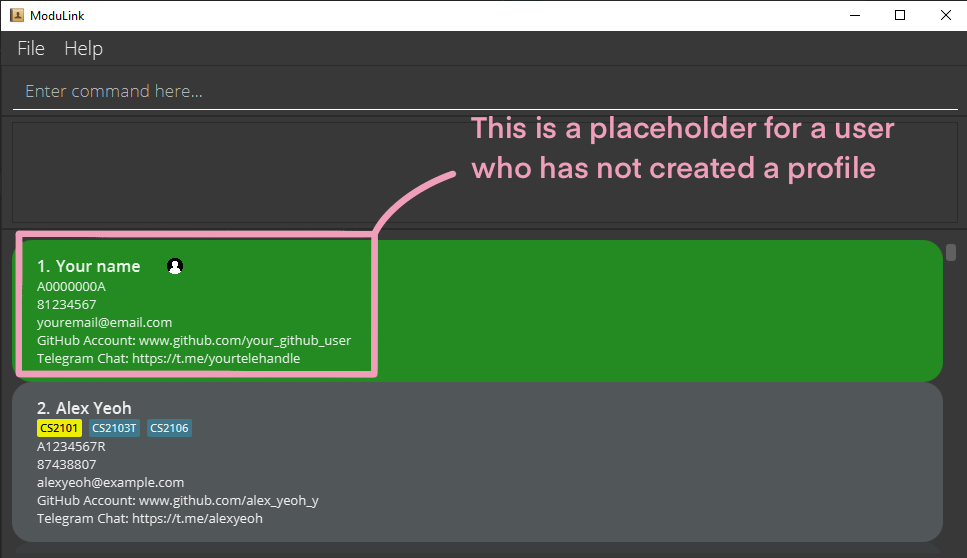 ModuLink
File Help
Enter command here...
This is a placeholder for a user
who has not created a profile
1. Your name
A0000000A
81234567
youremail@email.com
GitHub Account: www.github.com/your_github_user
Telegram Chat: https://t.me/yourtelehandle
2. Alex Yeoh
CS2101 CS2103T CS2106
A1234567R
87438807
alexyeoh@example.com
GitHub Account: www.github.com/alex_yeoh_y
Telegram Chat: https://t.me/alexyeoh